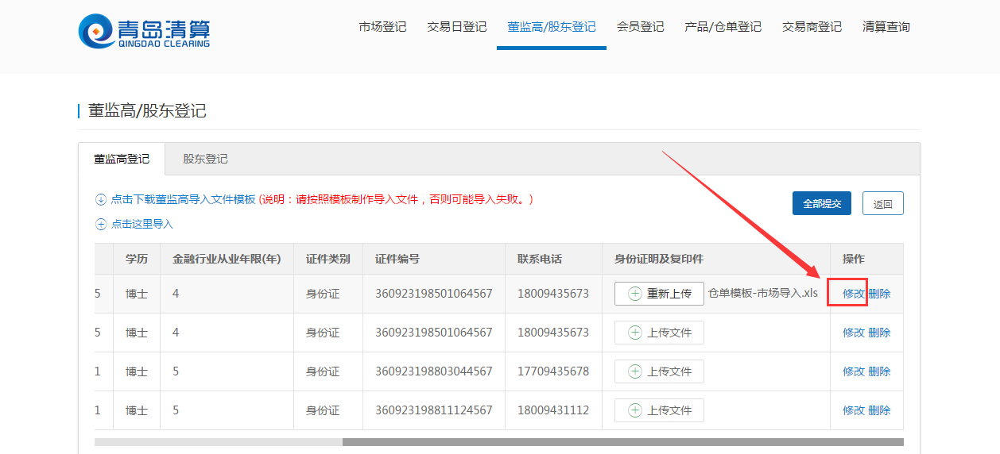 青岛清算
QINGDAO CLEARING
市场登记 交易日登记 董监高/股东登记 会员登记 产品/仓单登记 交易商登记 清算查询
董监高/股东登记
董监高登记 股东登记
点击下载董监高导入文件模板 (说明：请按照模板制作导入文件，否则可能导入失败。) 全部提交 返回
点击这里导入
学历 金融行业从业年限(年) 证件类别 证件编号 联系电话 身份证明及复印件 操作
5 博士 4 身份证 360923198501064567 18009435673 重新上传 仓单模板-市场导入.xls 修改 删除
5 博士 4 身份证 360923198501064567 18009435673 上传文件 修改 删除
1 博士 5 身份证 360923198803044567 17709435678 上传文件 修改 删除
1 博士 5 身份证 360923198811124567 18009431112 上传文件 修改 删除